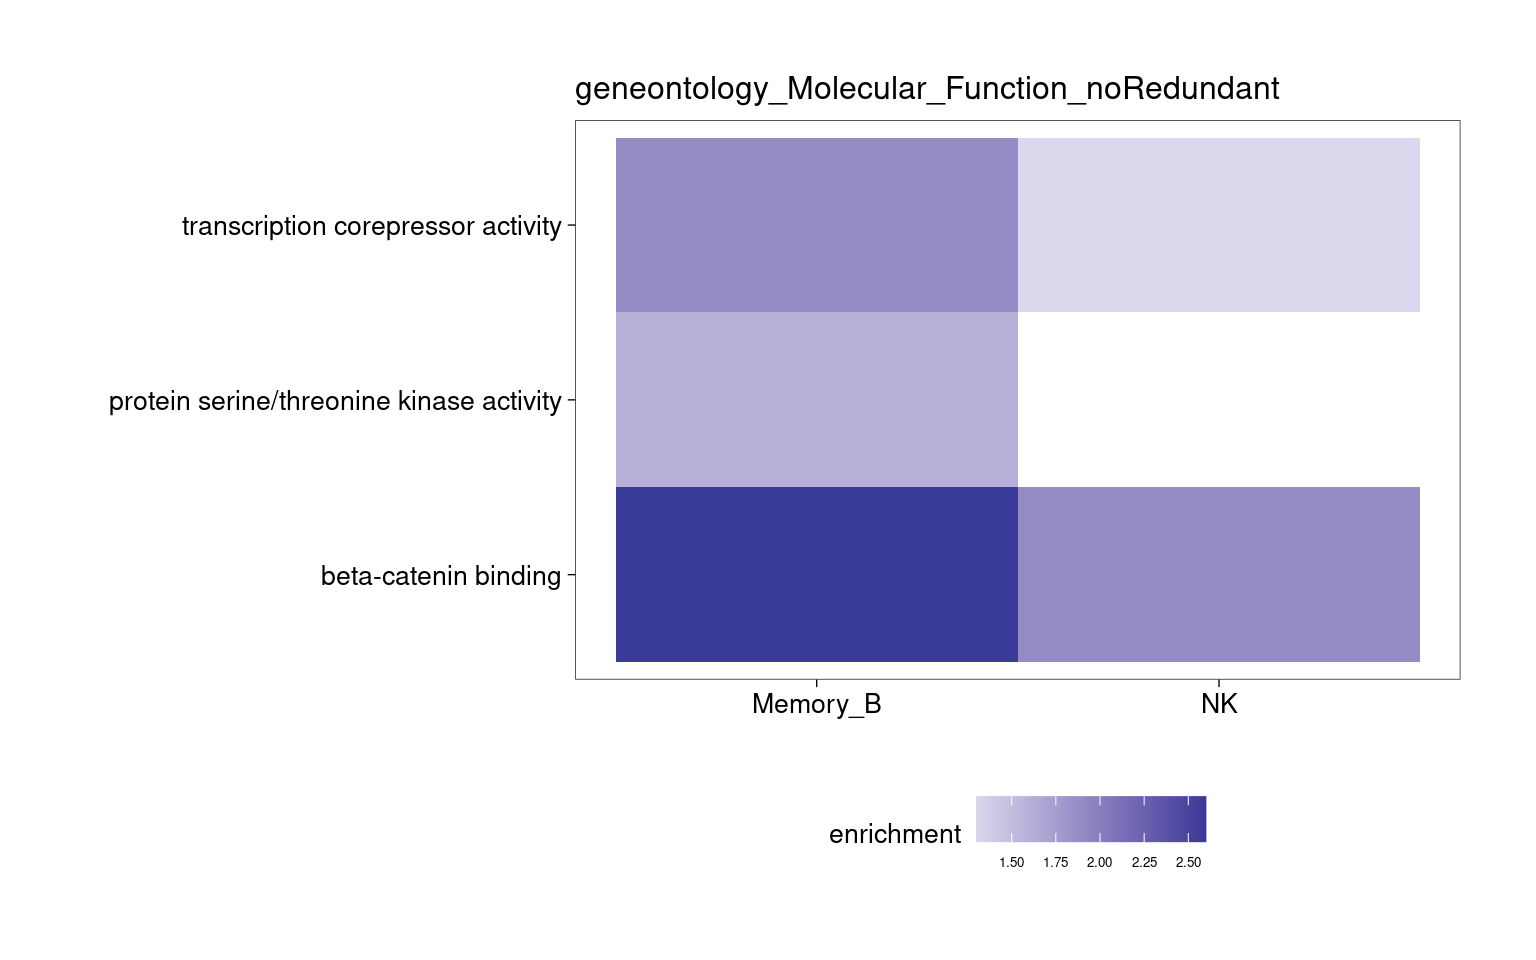 geneontology_Molecular_Function_noRedundant
transcription corepressor activity
protein serine/threonine kinase activity
beta-catenin binding
Memory_B NK
enrichment
1.50 1.75 2.00 2.25 2.50